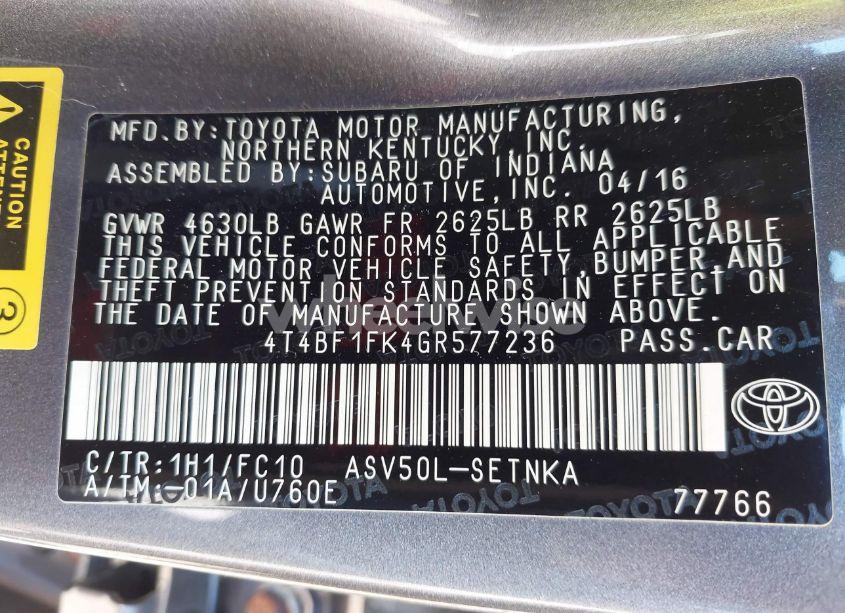 CAUTION
3
MFD.BY:TOYOTA MOTOR MANUFACTURING,
NORTHERN KENTUCKY,INC.
ASSEMBLED BY:SUBARU OF INDIANA
AUTOMOTIVE,INC. 04/16
GVWR 4630LB GAWR FR 2625LB RR 2625LB
THIS VEHICLE CONFORMS TO ALL APPLICABLE
FEDERAL MOTOR VEHICLE SAFETY,BUMPER,AND
THEFT PREVENTION STANDARDS IN EFFECT ON
THE DATE OF MANUFACTURE SHOWN ABOVE.
4T4BF1FK4GR577236 PASS.CAR
C/TR:1H1/FC10 ASV50L-SETNKA
A/TM:-01A/U760E 77766
TOYOTA